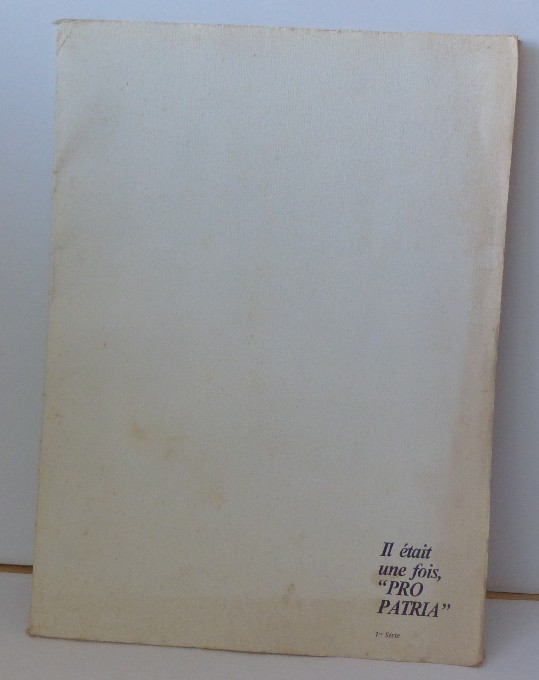 Il était
une fois,
“PRO
PATRIA”
1re Série